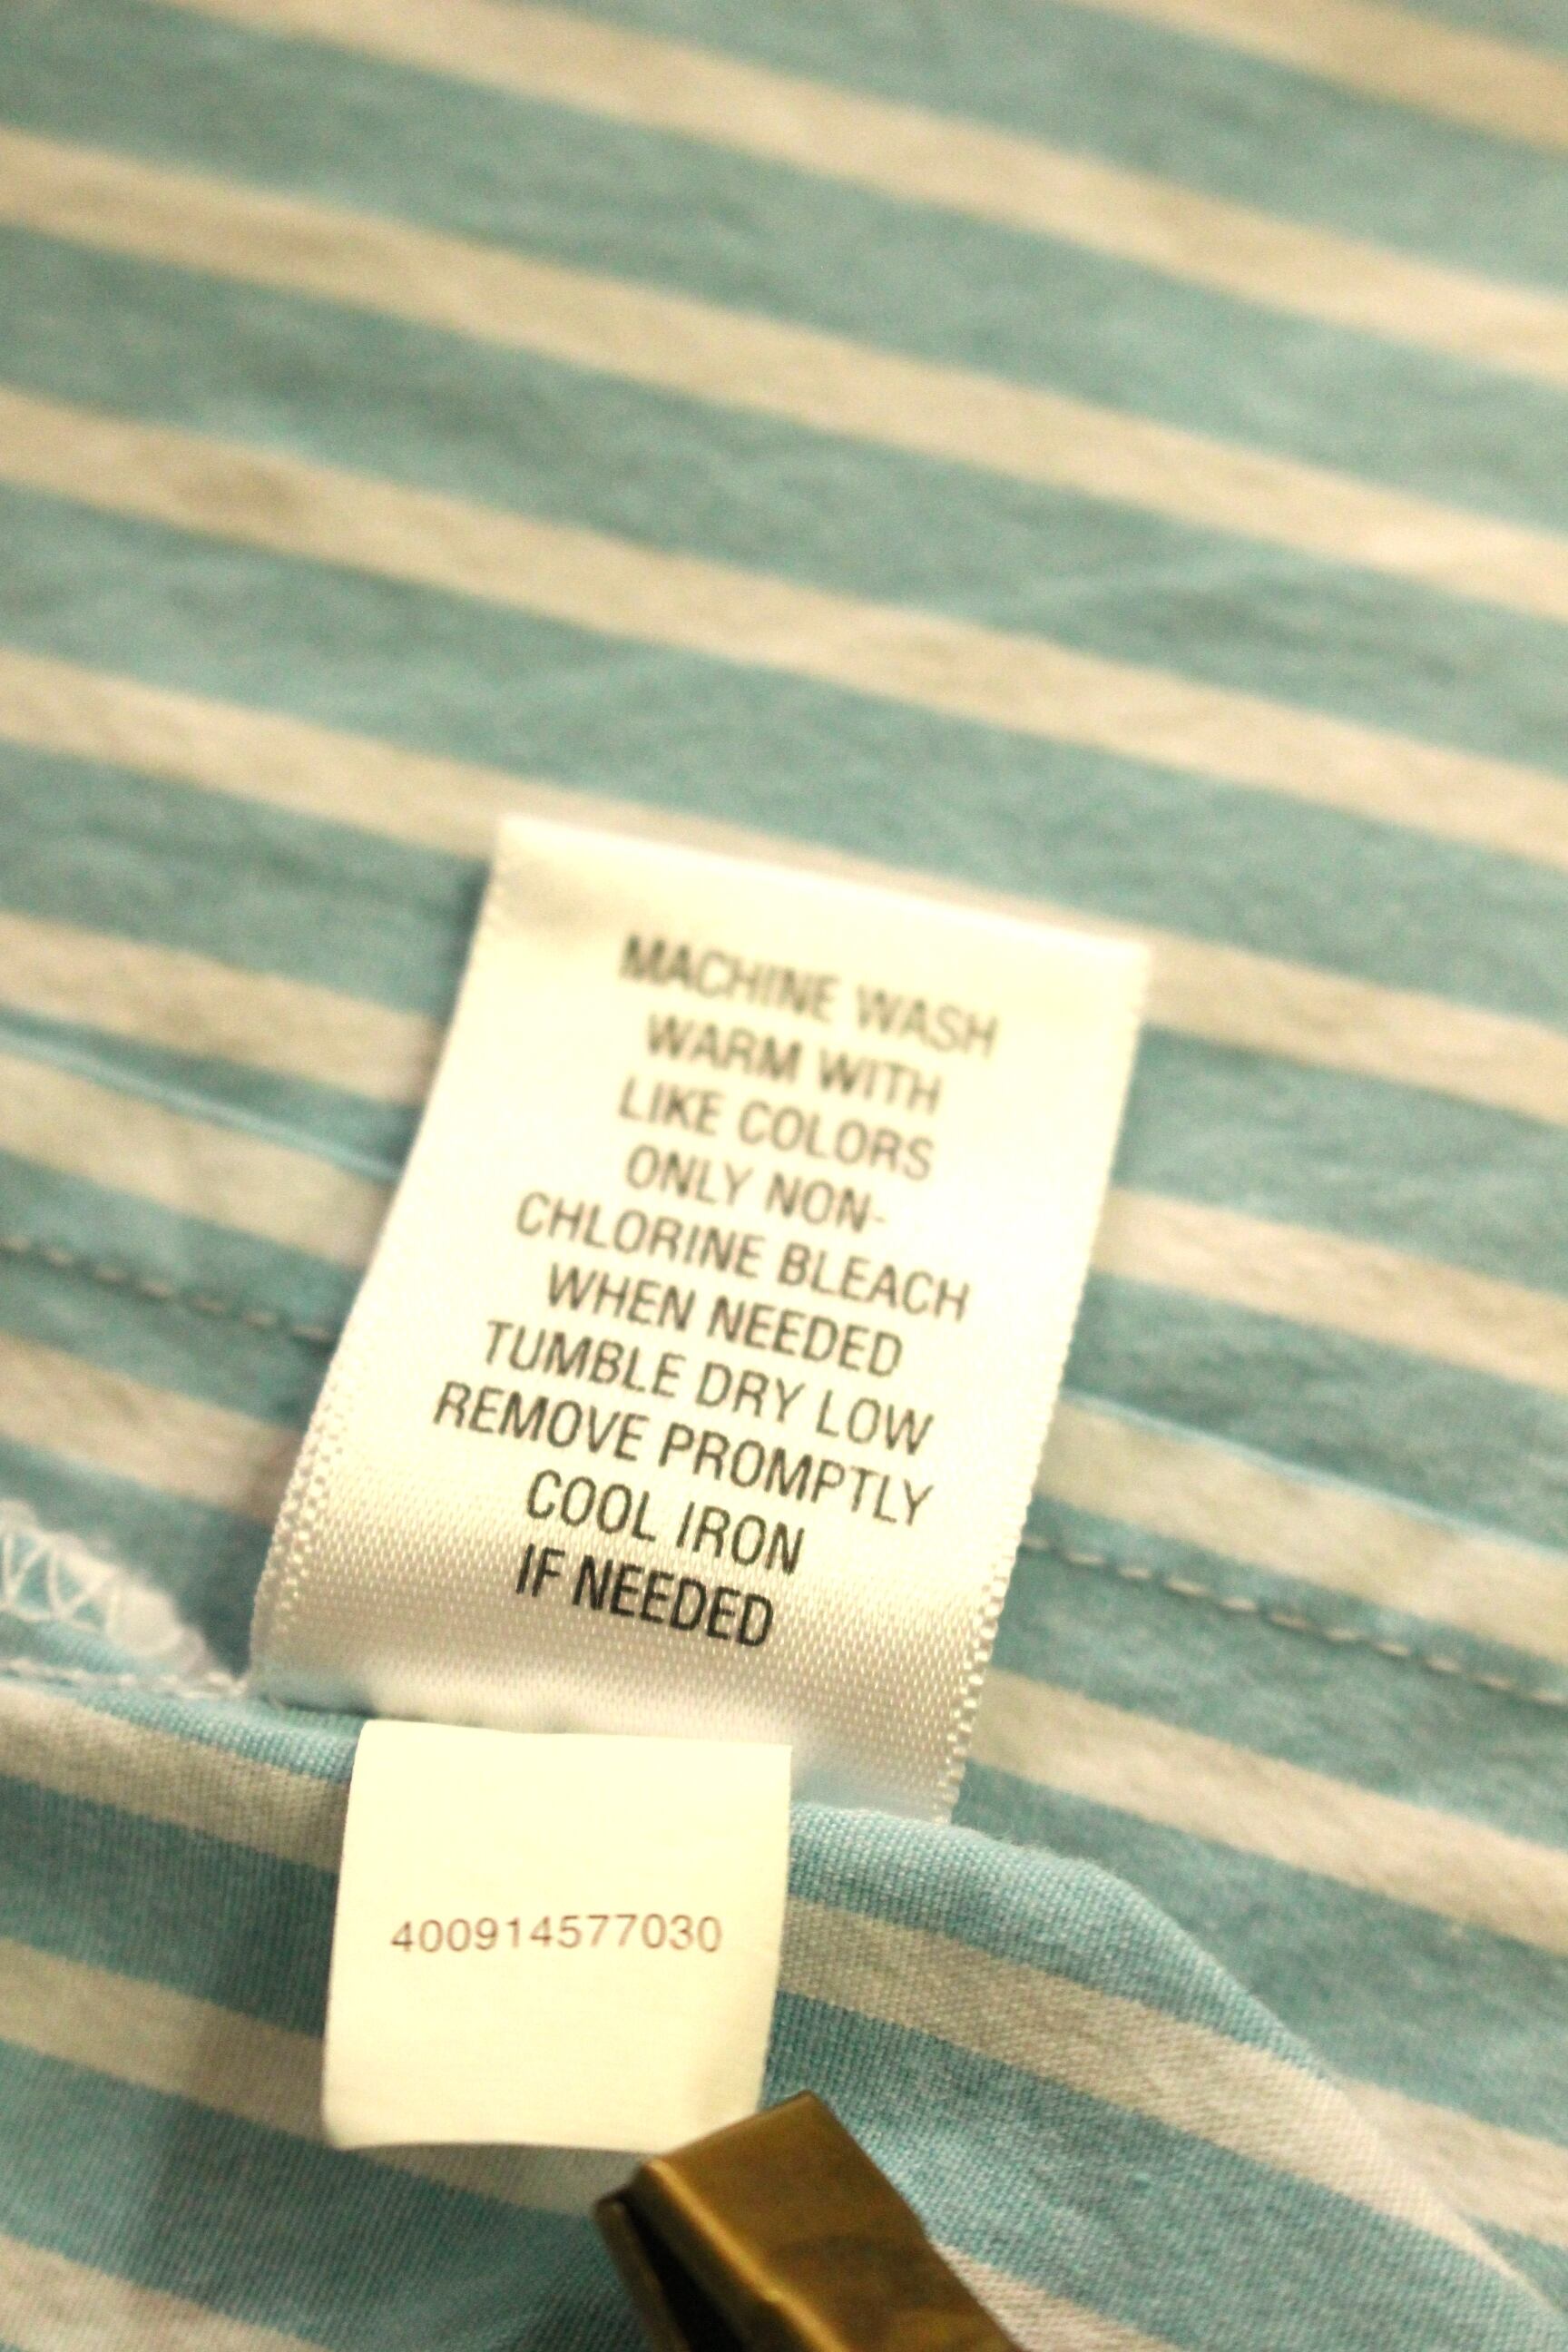 MACHINE WASH
WARM WITH
LIKE COLORS
ONLY NON-
CHLORINE BLEACH
WHEN NEEDED
TUMBLE DRY LOW
REMOVE PROMPTLY
COOL IRON
IF NEEDED
400914577030